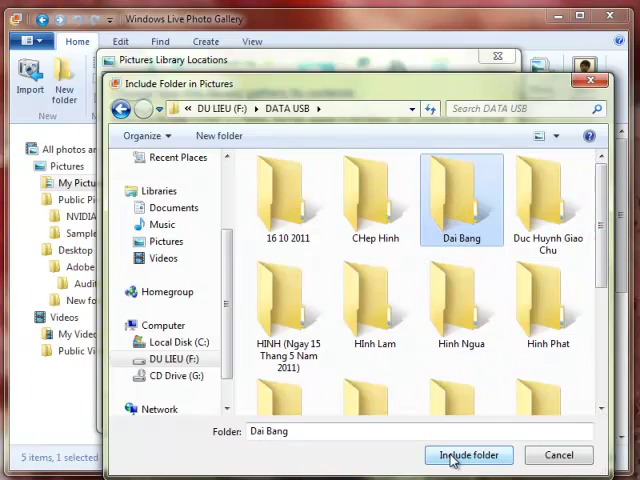 Windows Live Photo Gallery
Home
Edit
Find
Create
View
Pictures Library Locations
Import
New
folder
New
Include Folder in Pictures
DU LIEU (F:)
DATA USB
Search DATA USB
Organize
New folder
All photos an
Pictures
My Pictu
Public Pi
NVIDIA
Sample
Desktop
Adobe
Audit
New fo
Videos
My Video
Public Vi
5 items, 1 selected
Recent Places
Libraries
Documents
Music
Pictures
Videos
Homegroup
Computer
Local Disk (C:)
DU LIEU (F:)
CD Drive (G:)
Network
16 10 2011
CHep Hinh
Dai Bang
Duc Huynh Giao
Chu
HINH (Ngay 15
Thang 5 Nam
2011)
HInh Lam
Hinh Ngua
Hinh Phat
Folder:
Dai Bang
Include folder
Cancel